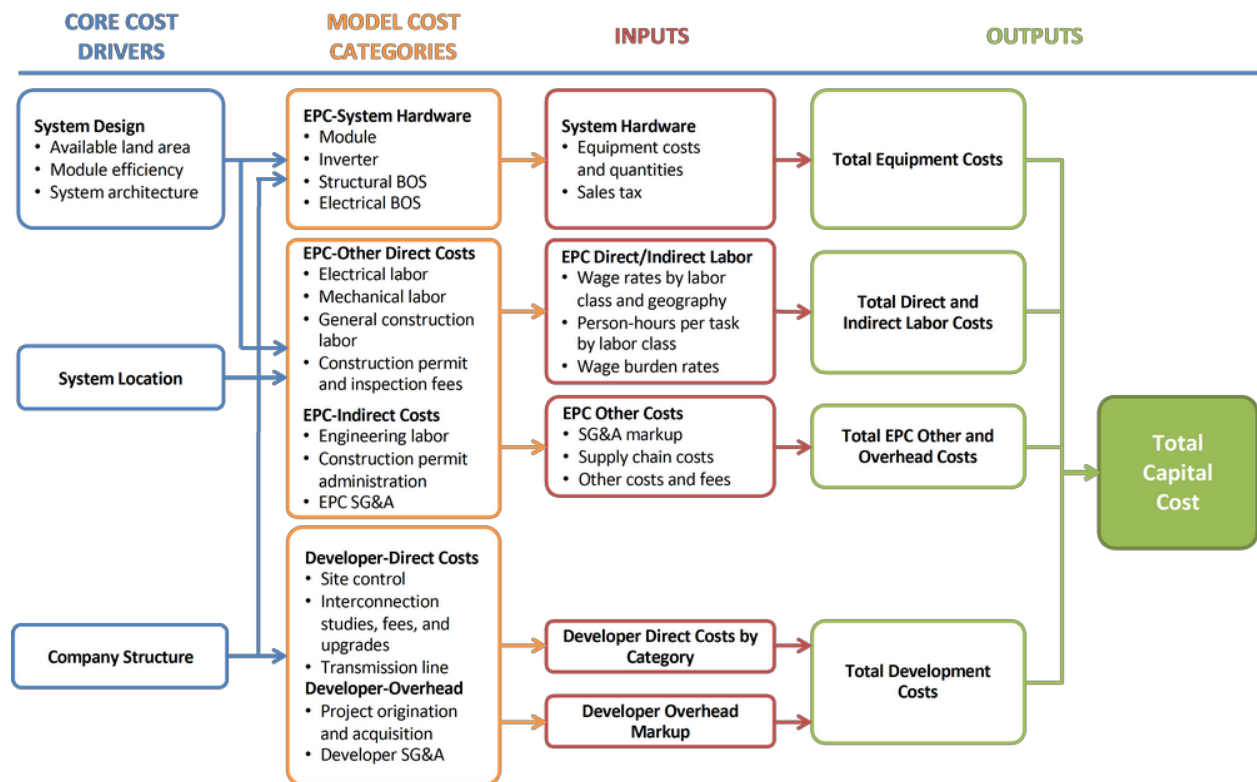 CORE COST
DRIVERS
MODEL COST
CATEGORIES
INPUTS
OUTPUTS
System Design
• Available land area
• Module efficiency
• System architecture
System Location
Company Structure
EPC-System Hardware
• Module
• Inverter
• Structural BOS
• Electrical BOS
EPC-Other Direct Costs
• Electrical labor
• Mechanical labor
• General construction
labor
• Construction permit
and inspection fees
EPC-Indirect Costs
• Engineering labor
• Construction permit
administration
• EPC SG&A
Developer-Direct Costs
• Site control
• Interconnection
studies, fees, and
upgrades
• Transmission line
Developer-Overhead
• Project origination
and acquisition
• Developer SG&A
System Hardware
• Equipment costs
and quantities
• Sales tax
EPC Direct/Indirect Labor
• Wage rates by labor
class and geography
• Person-hours per task
by labor class
• Wage burden rates
EPC Other Costs
• SG&A markup
• Supply chain costs
• Other costs and fees
Developer Direct Costs by
Category
Developer Overhead
Markup
Total Equipment Costs
Total Direct and
Indirect Labor Costs
Total EPC Other and
Overhead Costs
Total Development
Costs
Total
Capital
Cost